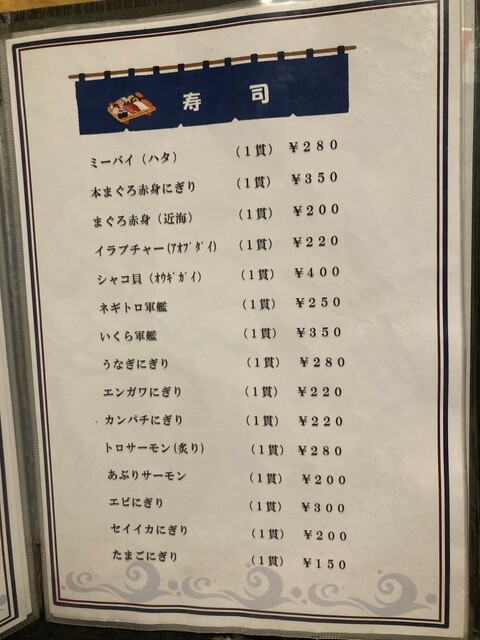 寿司
ミーバイ（ハタ） （１貫） ￥２８０
本まぐろ赤身にぎり （１貫） ￥３５０
まぐろ赤身（近海） （１貫） ￥２００
イラブチャー(ｱｵﾌﾞﾀﾞｲ) （１貫） ￥２２０
シャコ貝（ｵｳｷﾞｶﾞｲ） （１貫） ￥４００
ネギトロ軍艦 （１貫） ￥２５０
いくら軍艦 （１貫） ￥３５０
うなぎにぎり （１貫） ￥２８０
エンガワにぎり （１貫） ￥２２０
カンパチにぎり （１貫） ￥２２０
トロサーモン(炙り) （１貫） ￥２８０
あぶりサーモン （１貫） ￥２００
エビにぎり （１貫） ￥３００
セイイカにぎり （１貫） ￥２００
たまごにぎり （１貫） ￥１５０